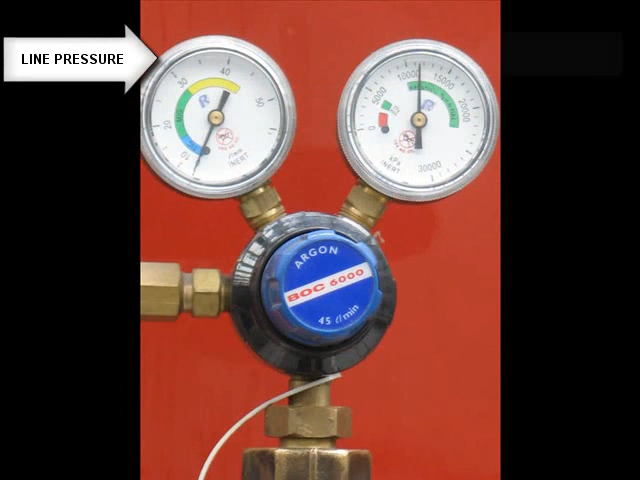 LINE PRESSURE
10
20
30
40
50
MIG
R
l/min
INERT
0
5000
10000
15000
20000
30000
R
kPa
INERT
ARGON
BOC 6000
45 l/min